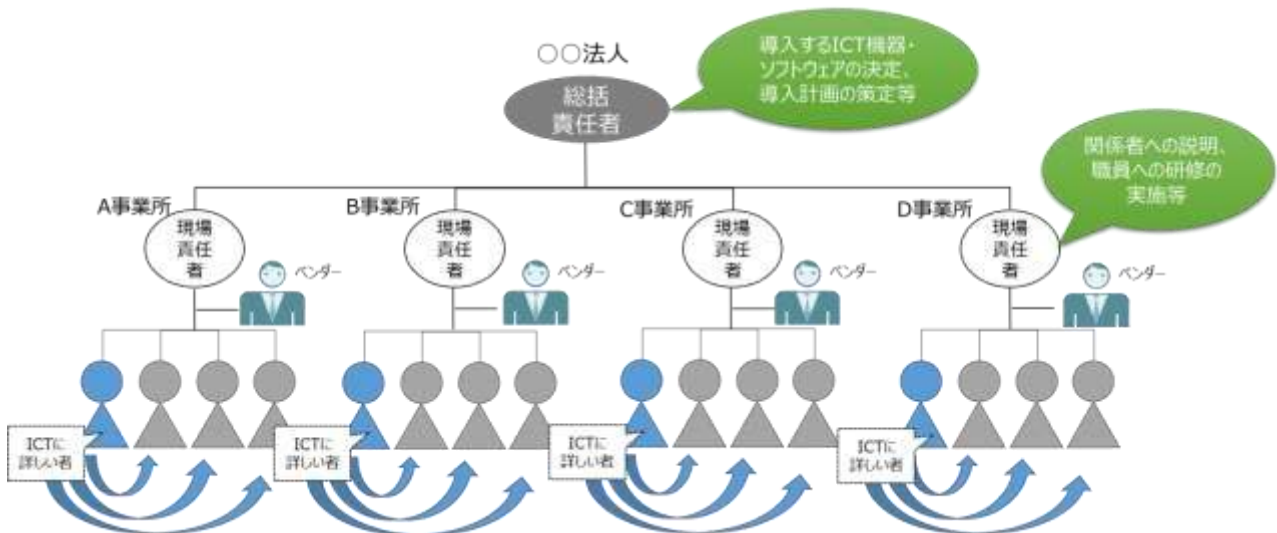 ○○法人
総括
責任者
導入するICT機器・
ソフトウェアの決定、
導入計画の策定等
関係者への説明、
職員への研修の
実施等
A事業所
現場
責任
者
ベンダー
B事業所
現場
責任
者
ベンダー
C事業所
現場
責任
者
ベンダー
D事業所
現場
責任
者
ベンダー
ICTに
詳しい者
ICTに
詳しい者
ICTに
詳しい者
ICTに
詳しい者